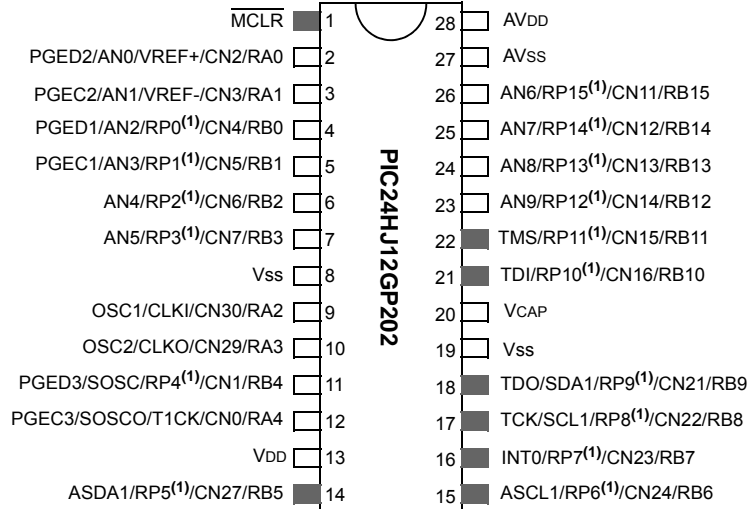 MCLR 1
PGED2/AN0/VREF+/CN2/RA0 2
PGEC2/AN1/VREF-/CN3/RA1 3
PGED1/AN2/RP0(1)/CN4/RB0 4
PGEC1/AN3/RP1(1)/CN5/RB1 5
AN4/RP2(1)/CN6/RB2 6
AN5/RP3(1)/CN7/RB3 7
Vss 8
OSC1/CLKI/CN30/RA2 9
OSC2/CLKO/CN29/RA3 10
PGED3/SOSC/RP4(1)/CN1/RB4 11
PGEC3/SOSCO/T1CK/CN0/RA4 12
VDD 13
ASDA1/RP5(1)/CN27/RB5 14
PIC24HJ12GP202
28 AVDD
27 AVss
26 AN6/RP15(1)/CN11/RB15
25 AN7/RP14(1)/CN12/RB14
24 AN8/RP13(1)/CN13/RB13
23 AN9/RP12(1)/CN14/RB12
22 TMS/RP11(1)/CN15/RB11
21 TDI/RP10(1)/CN16/RB10
20 VCAP
19 Vss
18 TDO/SDA1/RP9(1)/CN21/RB9
17 TCK/SCL1/RP8(1)/CN22/RB8
16 INT0/RP7(1)/CN23/RB7
15 ASCL1/RP6(1)/CN24/RB6